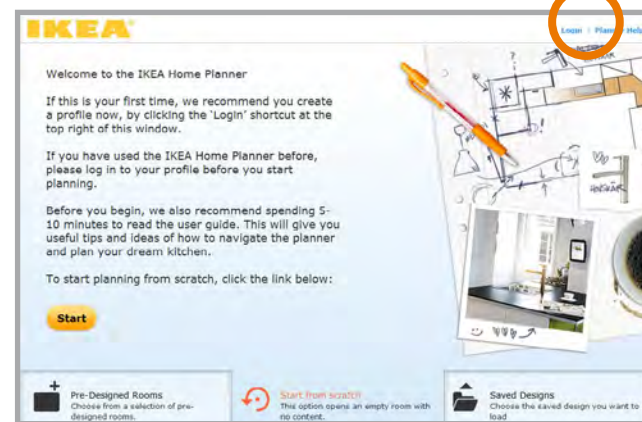 IKEA
Login | Planner Help
Welcome to the IKEA Home Planner
If this is your first time, we recommend you create
a profile now, by clicking the 'Login' shortcut at the
top right of this window.
If you have used the IKEA Home Planner before,
please log in to your profile before you start
planning.
Before you begin, we also recommend spending 5-
10 minutes to read the user guide. This will give you
useful tips and ideas of how to navigate the planner
and plan your dream kitchen.
To start planning from scratch, click the link below:
Start
Pre-Designed Rooms
Choose from a selection of pre-
designed rooms.
Start from scratch
This option opens an empty room with
no content.
Saved Designs
Choose the saved design you want to
load